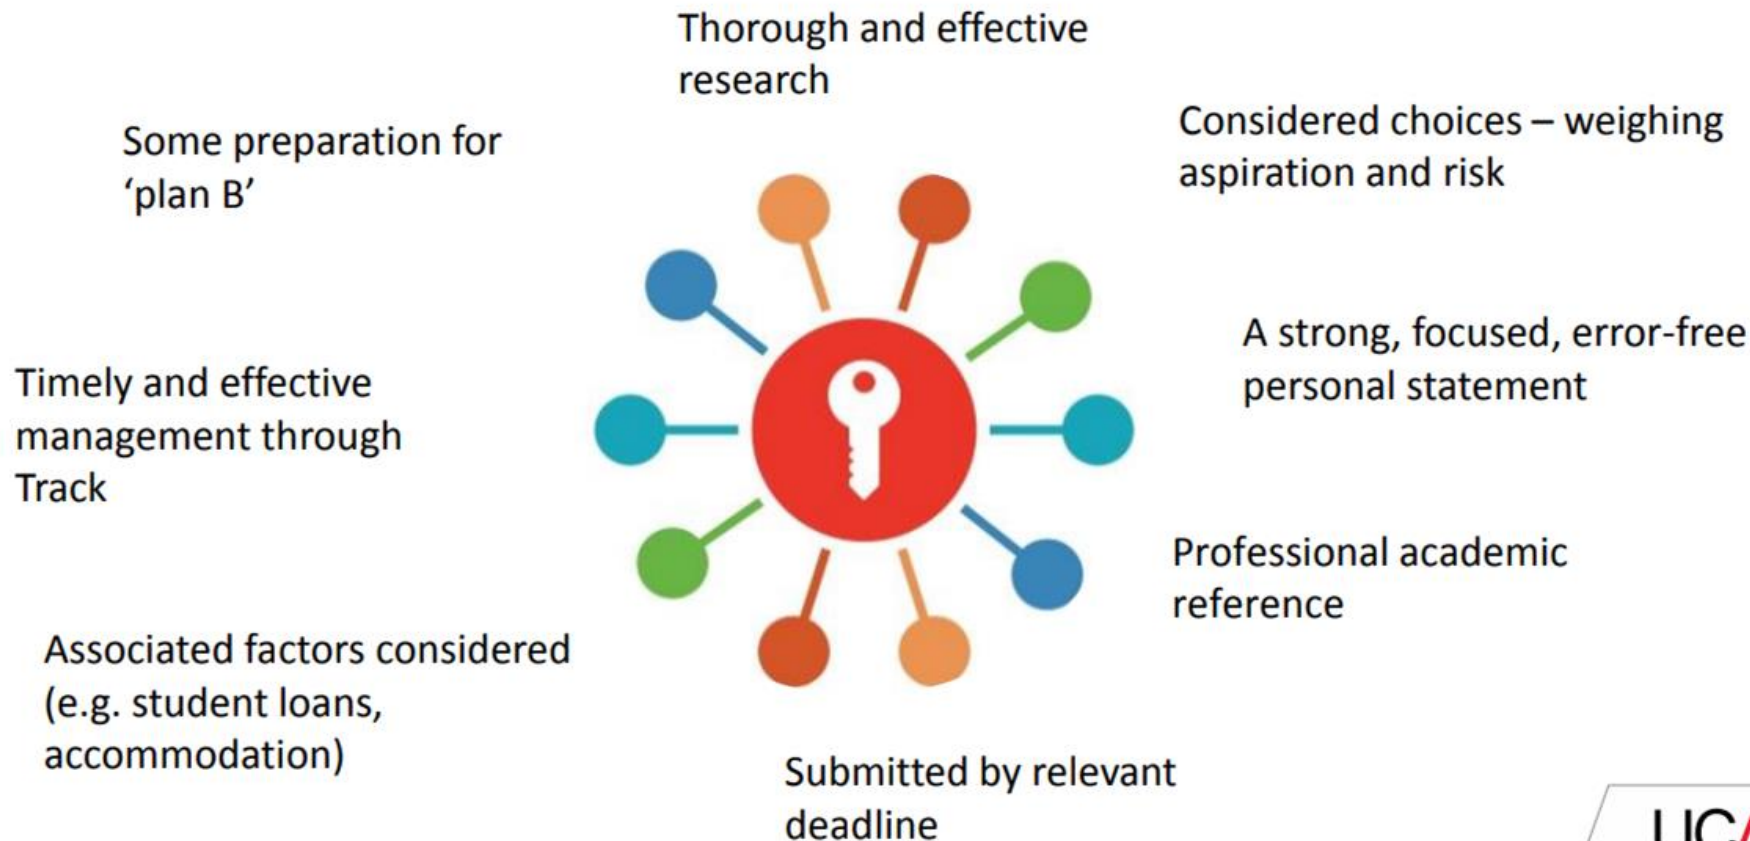 Thorough and effective
research
Considered choices – weighing
aspiration and risk
A strong, focused, error-free
personal statement
Professional academic
reference
Submitted by relevant
deadline
Associated factors considered
(e.g. student loans,
accommodation)
Timely and effective
management through
Track
Some preparation for
‘plan B’